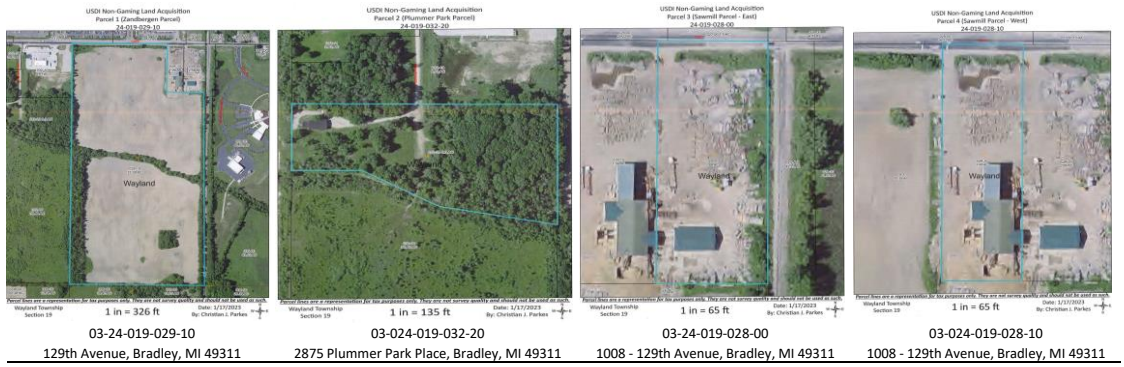 USDI Non-Gaming Land Acquisition
Parcel 1 (Zandbergen Parcel)
24-019-029-10
Wayland
Parcel lines are a representation for tax purposes only. They are not survey quality and should not be used as such.
Wayland Township
Section 19
1 in = 326 ft
Date: 1/17/2023
By: Christian J. Parkes
03-24-019-029-10
129th Avenue, Bradley, MI 49311
USDI Non-Gaming Land Acquisition
Parcel 2 (Plummer Park Parcel)
24-019-032-20
Parcel lines are a representation for tax purposes only. They are not survey quality and should not be used as such.
Wayland Township
Section 19
1 in = 135 ft
Date: 1/17/2023
By: Christian J. Parkes
03-024-019-032-20
2875 Plummer Park Place, Bradley, MI 49311
USDI Non-Gaming Land Acquisition
Parcel 3 (Sawmill Parcel - East)
24-019-028-00
Wayland
Parcel lines are a representation for tax purposes only. They are not survey quality and should not be used as such.
Wayland Township
Section 19
1 in = 65 ft
Date: 1/17/2023
By: Christian J. Parkes
03-24-019-028-00
1008 - 129th Avenue, Bradley, MI 49311
USDI Non-Gaming Land Acquisition
Parcel 4 (Sawmill Parcel - West)
24-019-028-10
Wayland
Parcel lines are a representation for tax purposes only. They are not survey quality and should not be used as such.
Wayland Township
Section 19
1 in = 65 ft
Date: 1/17/2023
By: Christian J. Parkes
03-024-019-028-10
1008 - 129th Avenue, Bradley, MI 49311